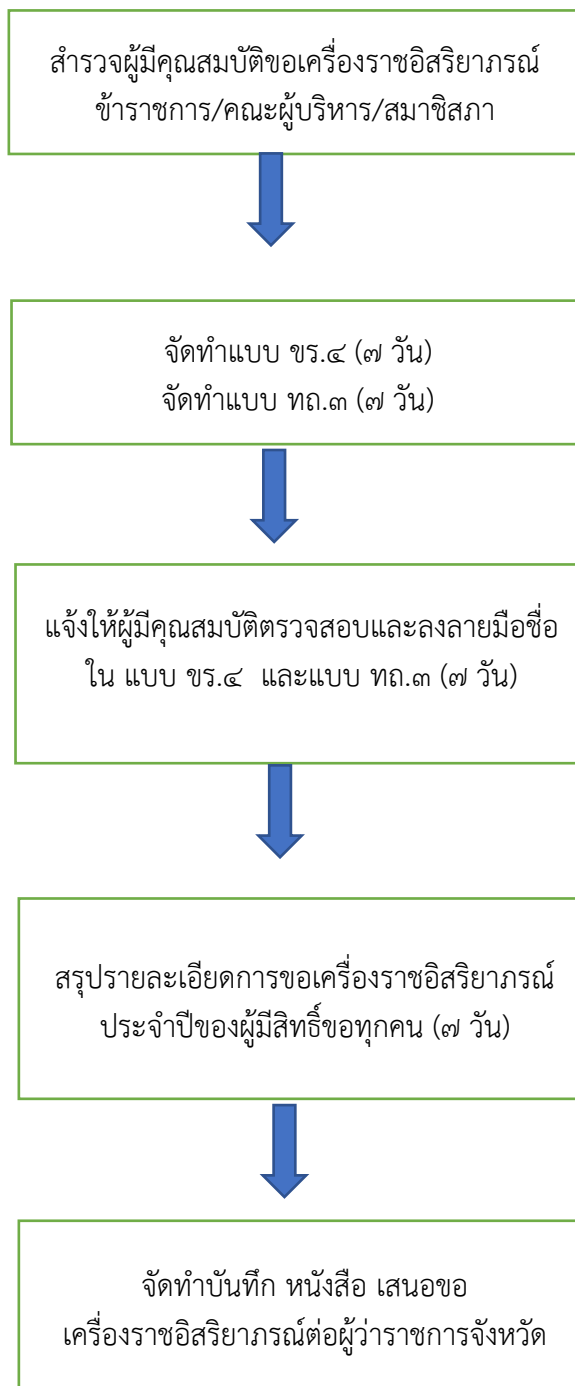 สำรวจผู้มีคุณสมบัติขอเครื่องราชอิสริยาภรณ์
ข้าราชการ/คณะผู้บริหาร/สมาชิสภา
จัดทำแบบ ขร.๔ (๗ วัน)
จัดทำแบบ ทถ.๓ (๗ วัน)
แจ้งให้ผู้มีคุณสมบัติตรวจสอบและลงลายมือชื่อ
ใน แบบ ขร.๔ และแบบ ทถ.๓ (๗ วัน)
สรุปรายละเอียดการขอเครื่องราชอิสริยาภรณ์
ประจำปีของผู้มีสิทธิ์ขอทุกคน (๗ วัน)
จัดทำบันทึก หนังสือ เสนอขอ
เครื่องราชอิสริยาภรณ์ต่อผู้ว่าราชการจังหวัด